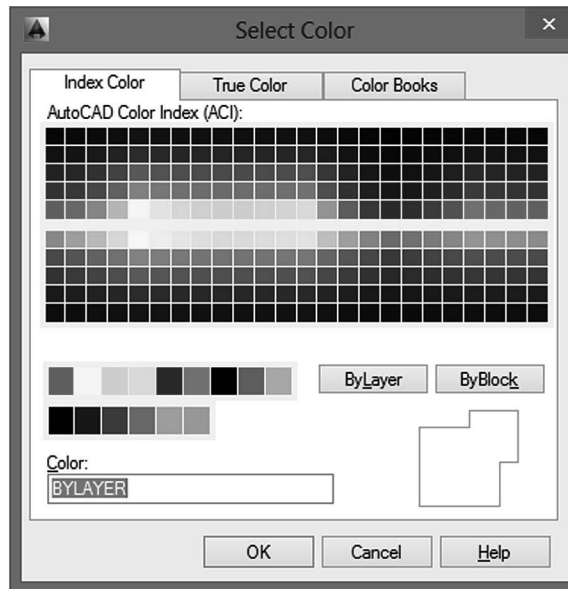 Select Color
Index Color True Color Color Books
AutoCAD Color Index (ACI):
ByLayer ByBlock
Color:
BYLAYER
OK Cancel Help